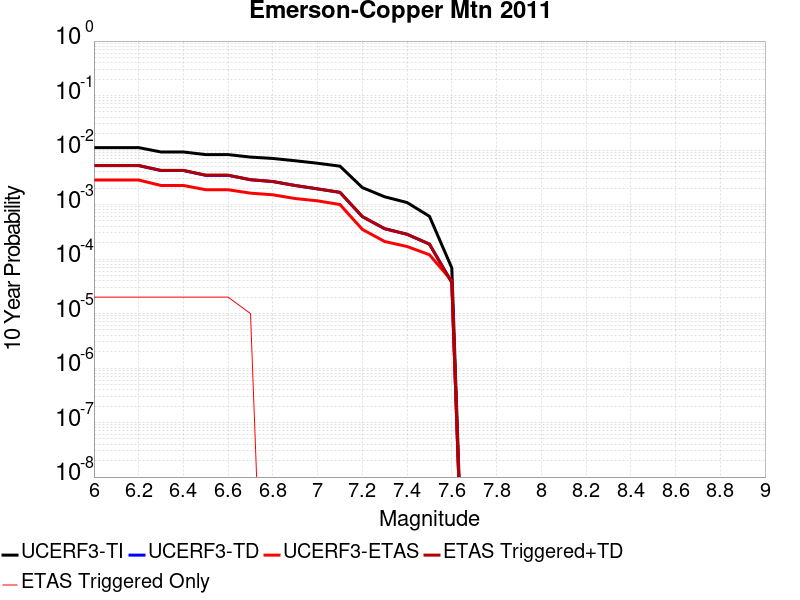 Emerson-Copper Mtn 2011
10^0
10^-1
10^-2
10^-3
10^-4
10^-5
10^-6
10^-7
10^-8
10 Year Probability
6 6.2 6.4 6.6 6.8 7 7.2 7.4 7.6 7.8 8 8.2 8.4 8.6 8.8 9
Magnitude
UCERF3-TI UCERF3-TD UCERF3-ETAS ETAS Triggered+TD
ETAS Triggered Only